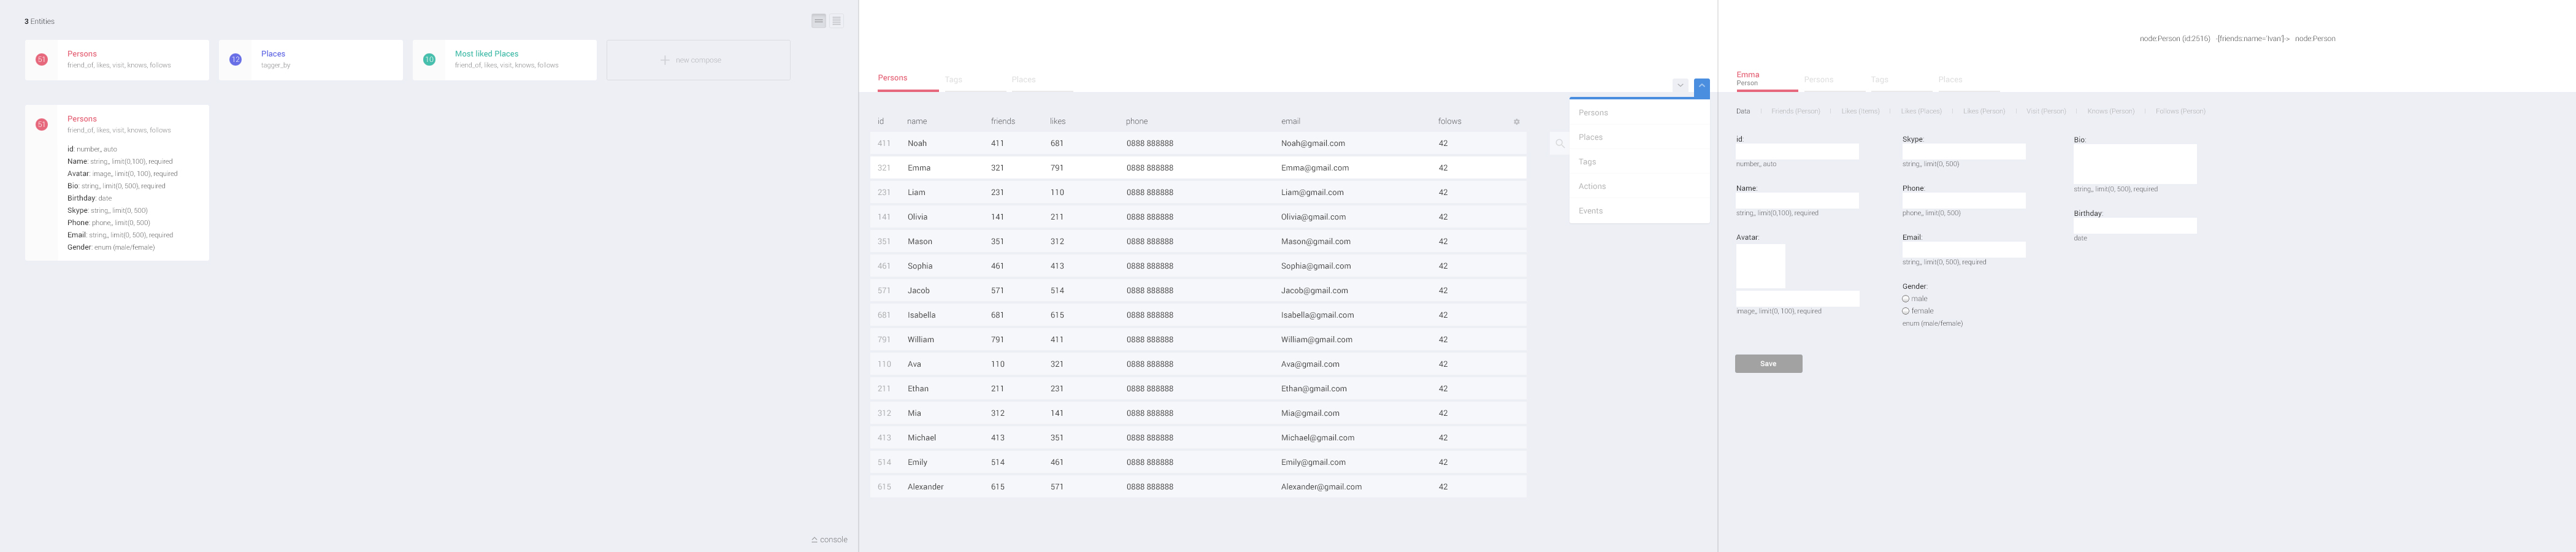 3 Entities
51
Persons
friend_of, likes, visit, knows, follows
12
Places
tagger_by
10
Most liked Places
friend_of, likes, visit, knows, follows
new compose
51
Persons
friend_of, likes, visit, knows, follows
id: number,, auto
Name: string,, limit(0,100), required
Avatar: image,, limit(0, 100), required
Bio: string,, limit(0, 500), required
Birthday: date
Skype: string,, limit(0, 500)
Phone: phone,, limit(0, 500)
Email: string,, limit(0, 500), required
Gender: enum (male/female)
console
Persons Tags Places
id name friends likes phone email folows
411 Noah 411 681 0888 888888 Noah@gmail.com 42
321 Emma 321 791 0888 888888 Emma@gmail.com 42
231 Liam 231 110 0888 888888 Liam@gmail.com 42
141 Olivia 141 211 0888 888888 Olivia@gmail.com 42
351 Mason 351 312 0888 888888 Mason@gmail.com 42
461 Sophia 461 413 0888 888888 Sophia@gmail.com 42
571 Jacob 571 514 0888 888888 Jacob@gmail.com 42
681 Isabella 681 615 0888 888888 Isabella@gmail.com 42
791 William 791 411 0888 888888 William@gmail.com 42
110 Ava 110 321 0888 888888 Ava@gmail.com 42
211 Ethan 211 231 0888 888888 Ethan@gmail.com 42
312 Mia 312 141 0888 888888 Mia@gmail.com 42
413 Michael 413 351 0888 888888 Michael@gmail.com 42
514 Emily 514 461 0888 888888 Emily@gmail.com 42
615 Alexander 615 571 0888 888888 Alexander@gmail.com 42
Persons
Places
Tags
Actions
Events
node:Person (id:2516) -[friends:name='Ivan']-> node:Person
Emma
Person
Persons Tags Places
Data | Friends (Person) | Likes (Items) | Likes (Places) | Likes (Person) | Visit (Person) | Knows (Person) | Follows (Person)
id:
number,, auto
Name:
string,, limit(0,100), required
Avatar:
image,, limit(0, 100), required
Skype:
string,, limit(0, 500)
Phone:
phone,, limit(0, 500)
Email:
string,, limit(0, 500), required
Gender:
male
female
enum (male/female)
Bio:
string,, limit(0, 500), required
Birthday:
date
Save